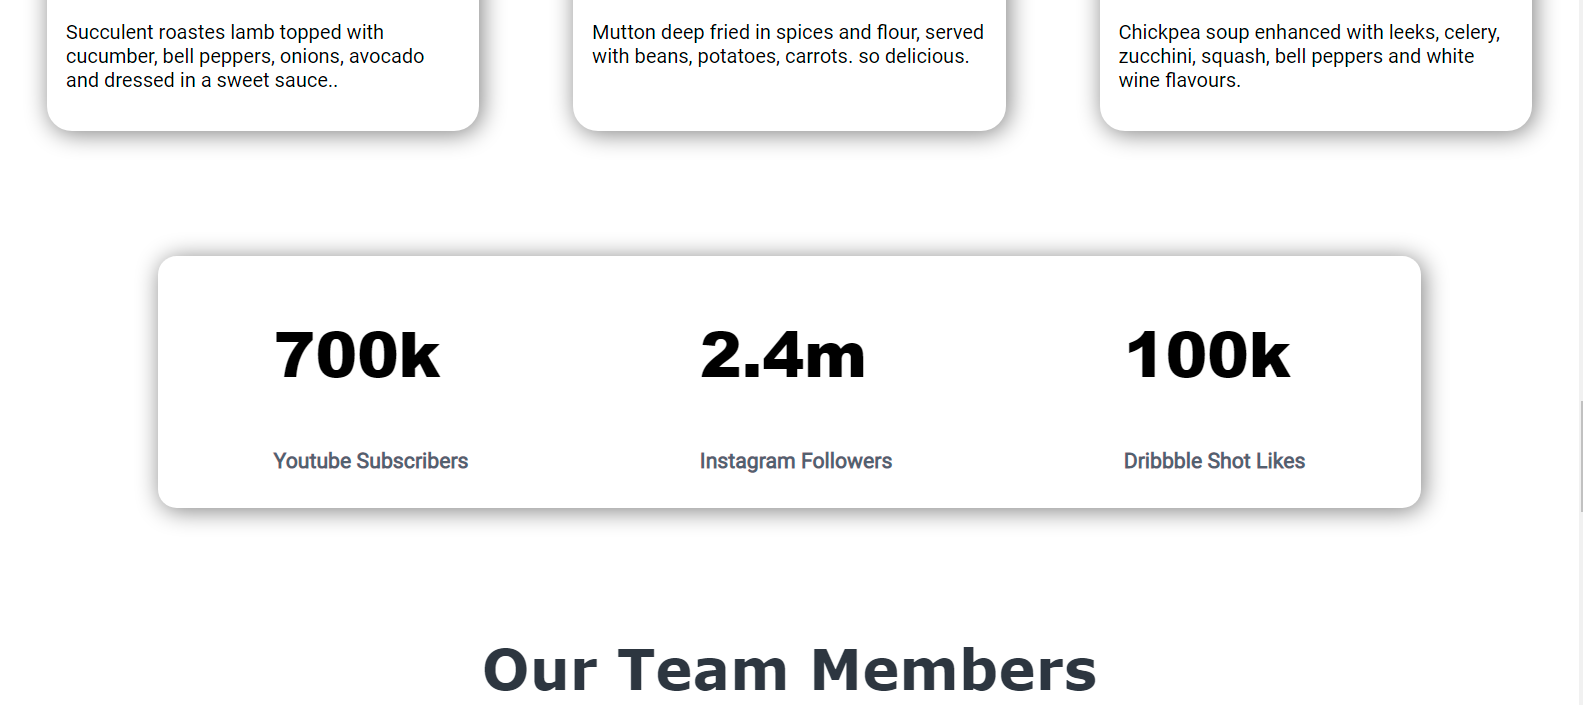 Succulent roastes lamb topped with
cucumber, bell peppers, onions, avocado
and dressed in a sweet sauce..
Mutton deep fried in spices and flour, served
with beans, potatoes, carrots. so delicious.
Chickpea soup enhanced with leeks, celery,
zucchini, squash, bell peppers and white
wine flavours.
700k
Youtube Subscribers
2.4m
Instagram Followers
100k
Dribbble Shot Likes
Our Team Members